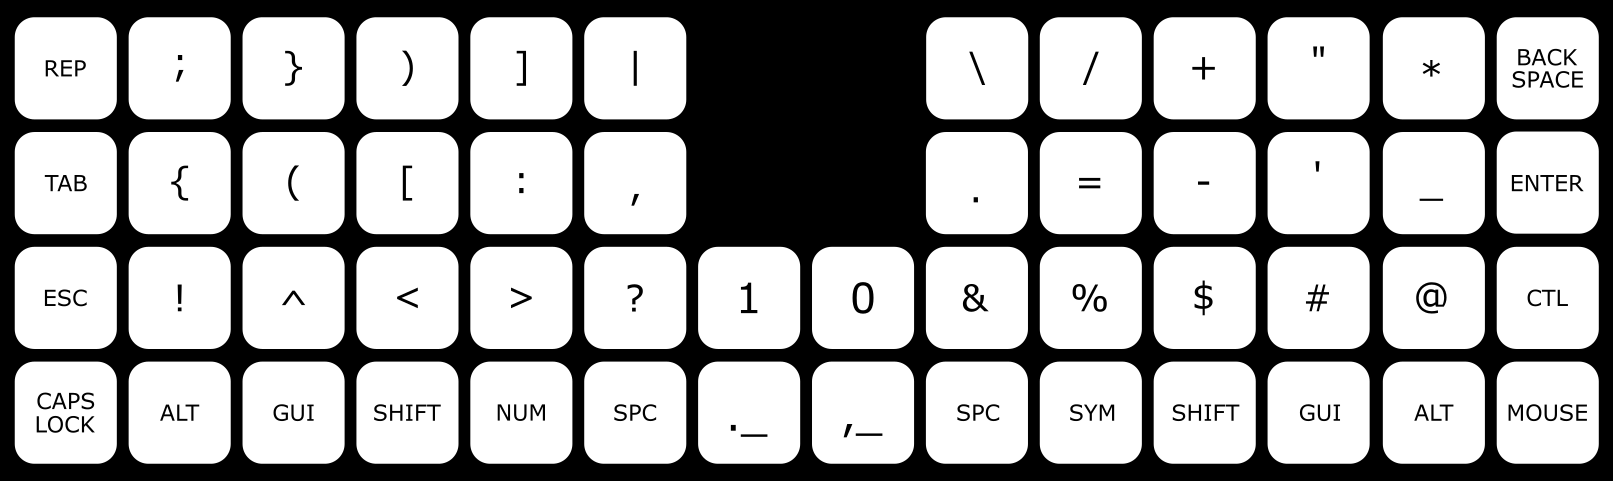 REP ; } ) ] | \ / + " * BACK SPACE
TAB { ( [ : , . = - ' _ ENTER
ESC ! ^ < > ? 1 0 & % $ # @ CTL
CAPS LOCK ALT GUI SHIFT NUM SPC ._ ,_ SPC SYM SHIFT GUI ALT MOUSE